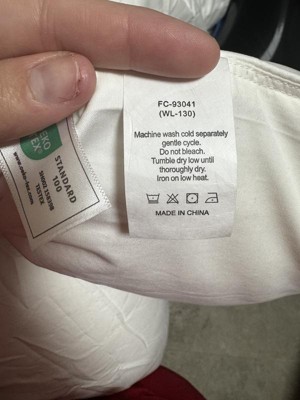 FC-93041
(WL-130)
Machine wash cold separately
gentle cycle.
Do not bleach.
Tumble dry low until
thoroughly dry.
Iron on low heat.
MADE IN CHINA
STANDARD
100